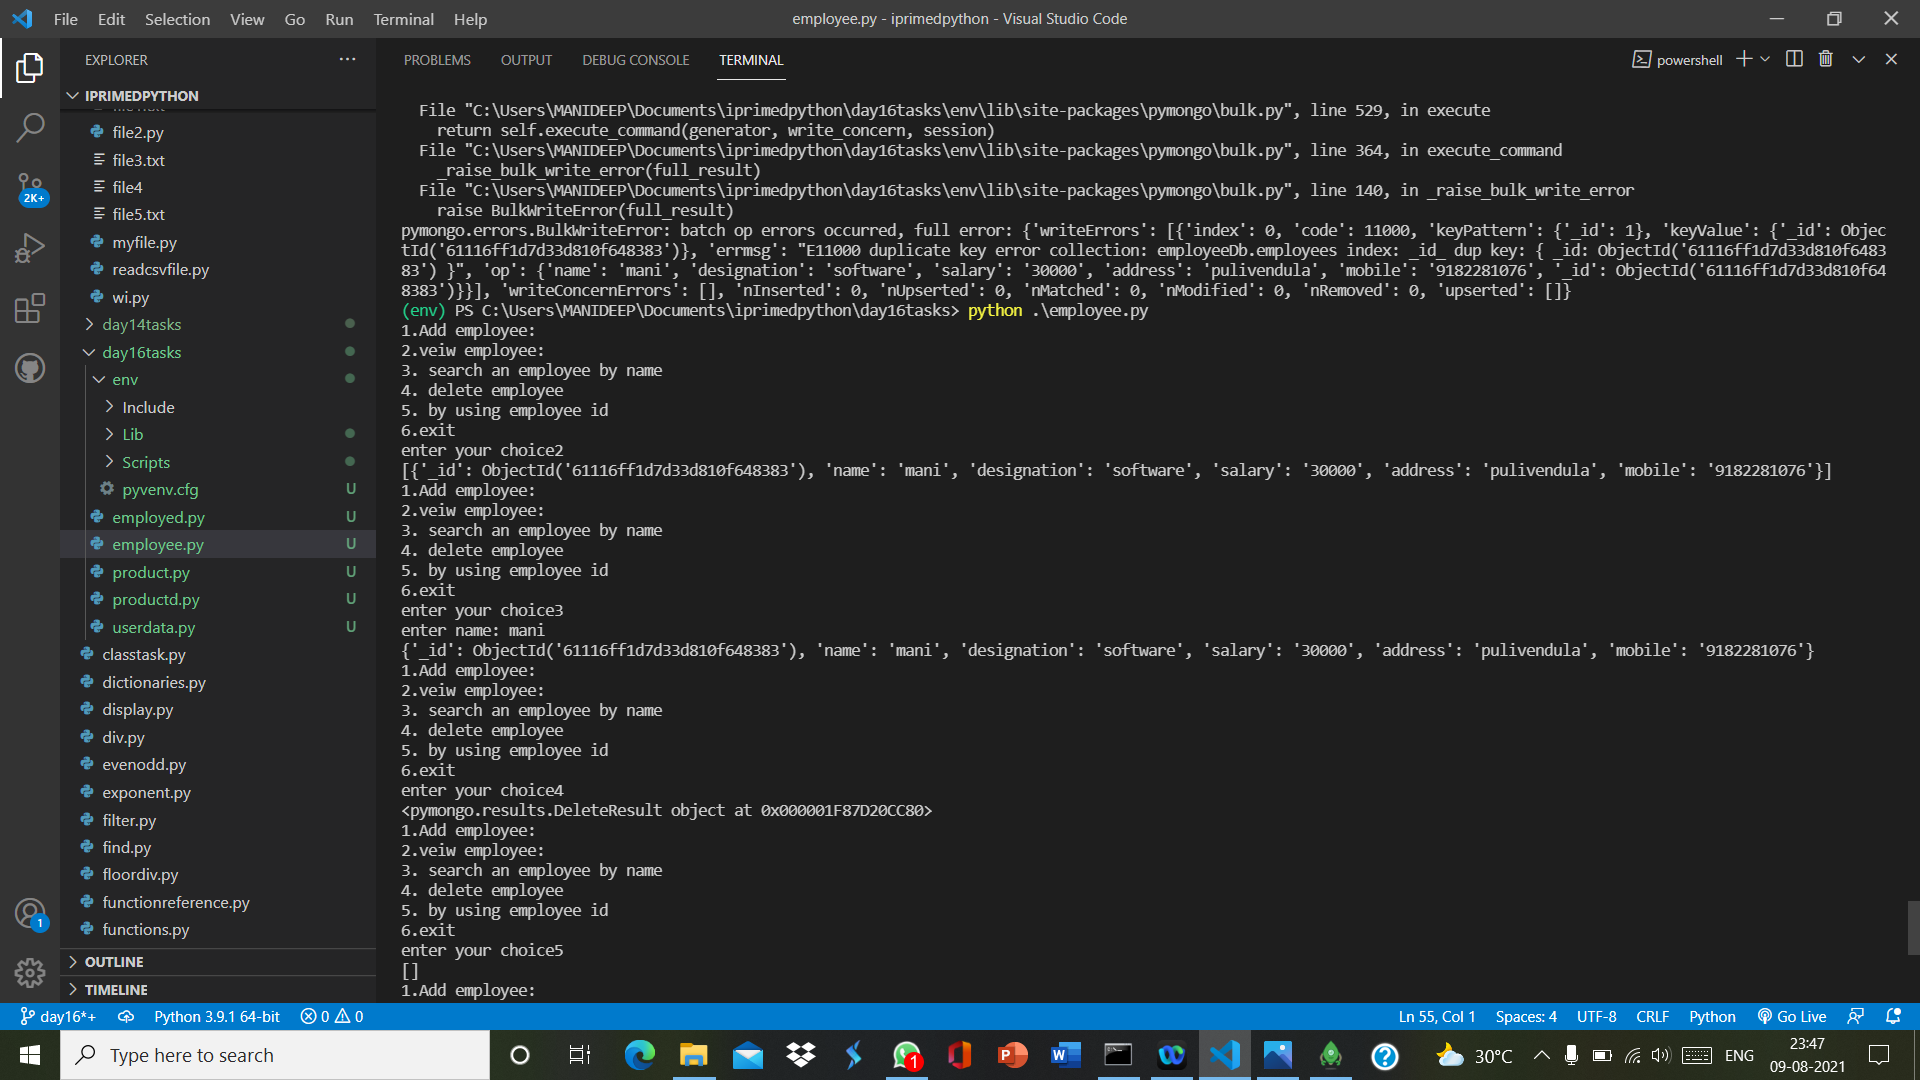 File Edit Selection View Go Run Terminal Help
employee.py - iprimedpython - Visual Studio Code
EXPLORER
IPRIMEDPYTHON
file2.py
file3.txt
file4
file5.txt
myfile.py
readcsvfile.py
wi.py
day14tasks
day16tasks
env
Include
Lib
Scripts
pyvenv.cfg U
employed.py U
employee.py U
product.py U
productd.py U
userdata.py U
classtask.py
dictionaries.py
display.py
div.py
evenodd.py
exponent.py
filter.py
find.py
floordiv.py
functionreference.py
functions.py
OUTLINE
TIMELINE
2K+
1
PROBLEMS OUTPUT DEBUG CONSOLE TERMINAL
powershell
File "C:\Users\MANIDEEP\Documents\iprimedpython\day16tasks\env\lib\site-packages\pymongo\bulk.py", line 529, in execute
return self.execute_command(generator, write_concern, session)
File "C:\Users\MANIDEEP\Documents\iprimedpython\day16tasks\env\lib\site-packages\pymongo\bulk.py", line 364, in execute_command
_raise_bulk_write_error(full_result)
File "C:\Users\MANIDEEP\Documents\iprimedpython\day16tasks\env\lib\site-packages\pymongo\bulk.py", line 140, in _raise_bulk_write_error
raise BulkWriteError(full_result)
pymongo.errors.BulkWriteError: batch op errors occurred, full error: {'writeErrors': [{'index': 0, 'code': 11000, 'keyPattern': {'_id': 1}, 'keyValue': {'_id': Objec
tId('61116ff1d7d33d810f648383')}, 'errmsg': "E11000 duplicate key error collection: employeeDb.employees index: _id_ dup key: { _id: ObjectId('61116ff1d7d33d810f6483
83') }", 'op': {'name': 'mani', 'designation': 'software', 'salary': '30000', 'address': 'pulivendula', 'mobile': '9182281076', '_id': ObjectId('61116ff1d7d33d810f64
8383')}}], 'writeConcernErrors': [], 'nInserted': 0, 'nUpserted': 0, 'nMatched': 0, 'nModified': 0, 'nRemoved': 0, 'upserted': []}
(env) PS C:\Users\MANIDEEP\Documents\iprimedpython\day16tasks> python .\employee.py
1.Add employee:
2.veiw employee:
3. search an employee by name
4. delete employee
5. by using employee id
6.exit
enter your choice2
[{'_id': ObjectId('61116ff1d7d33d810f648383'), 'name': 'mani', 'designation': 'software', 'salary': '30000', 'address': 'pulivendula', 'mobile': '9182281076'}]
1.Add employee:
2.veiw employee:
3. search an employee by name
4. delete employee
5. by using employee id
6.exit
enter your choice3
enter name: mani
{'_id': ObjectId('61116ff1d7d33d810f648383'), 'name': 'mani', 'designation': 'software', 'salary': '30000', 'address': 'pulivendula', 'mobile': '9182281076'}
1.Add employee:
2.veiw employee:
3. search an employee by name
4. delete employee
5. by using employee id
6.exit
enter your choice4
<pymongo.results.DeleteResult object at 0x000001F87D20CC80>
1.Add employee:
2.veiw employee:
3. search an employee by name
4. delete employee
5. by using employee id
6.exit
enter your choice5
[]
1.Add employee:
day16*+ Python 3.9.1 64-bit 0 0
Ln 55, Col 1 Spaces: 4 UTF-8 CRLF Python Go Live
Type here to search
1
30°C ENG
23:47
09-08-2021